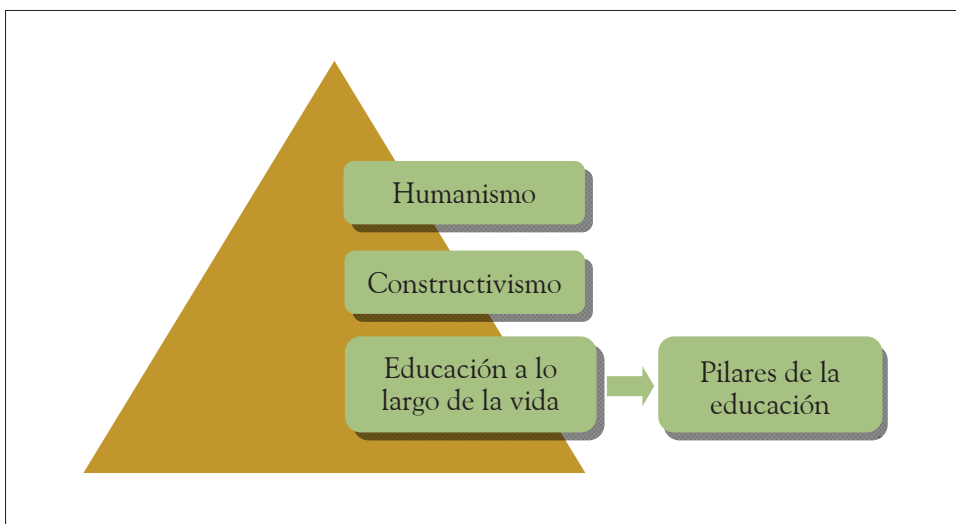 Humanismo
Constructivismo
Educación a lo
largo de la vida
Pilares de la
educación